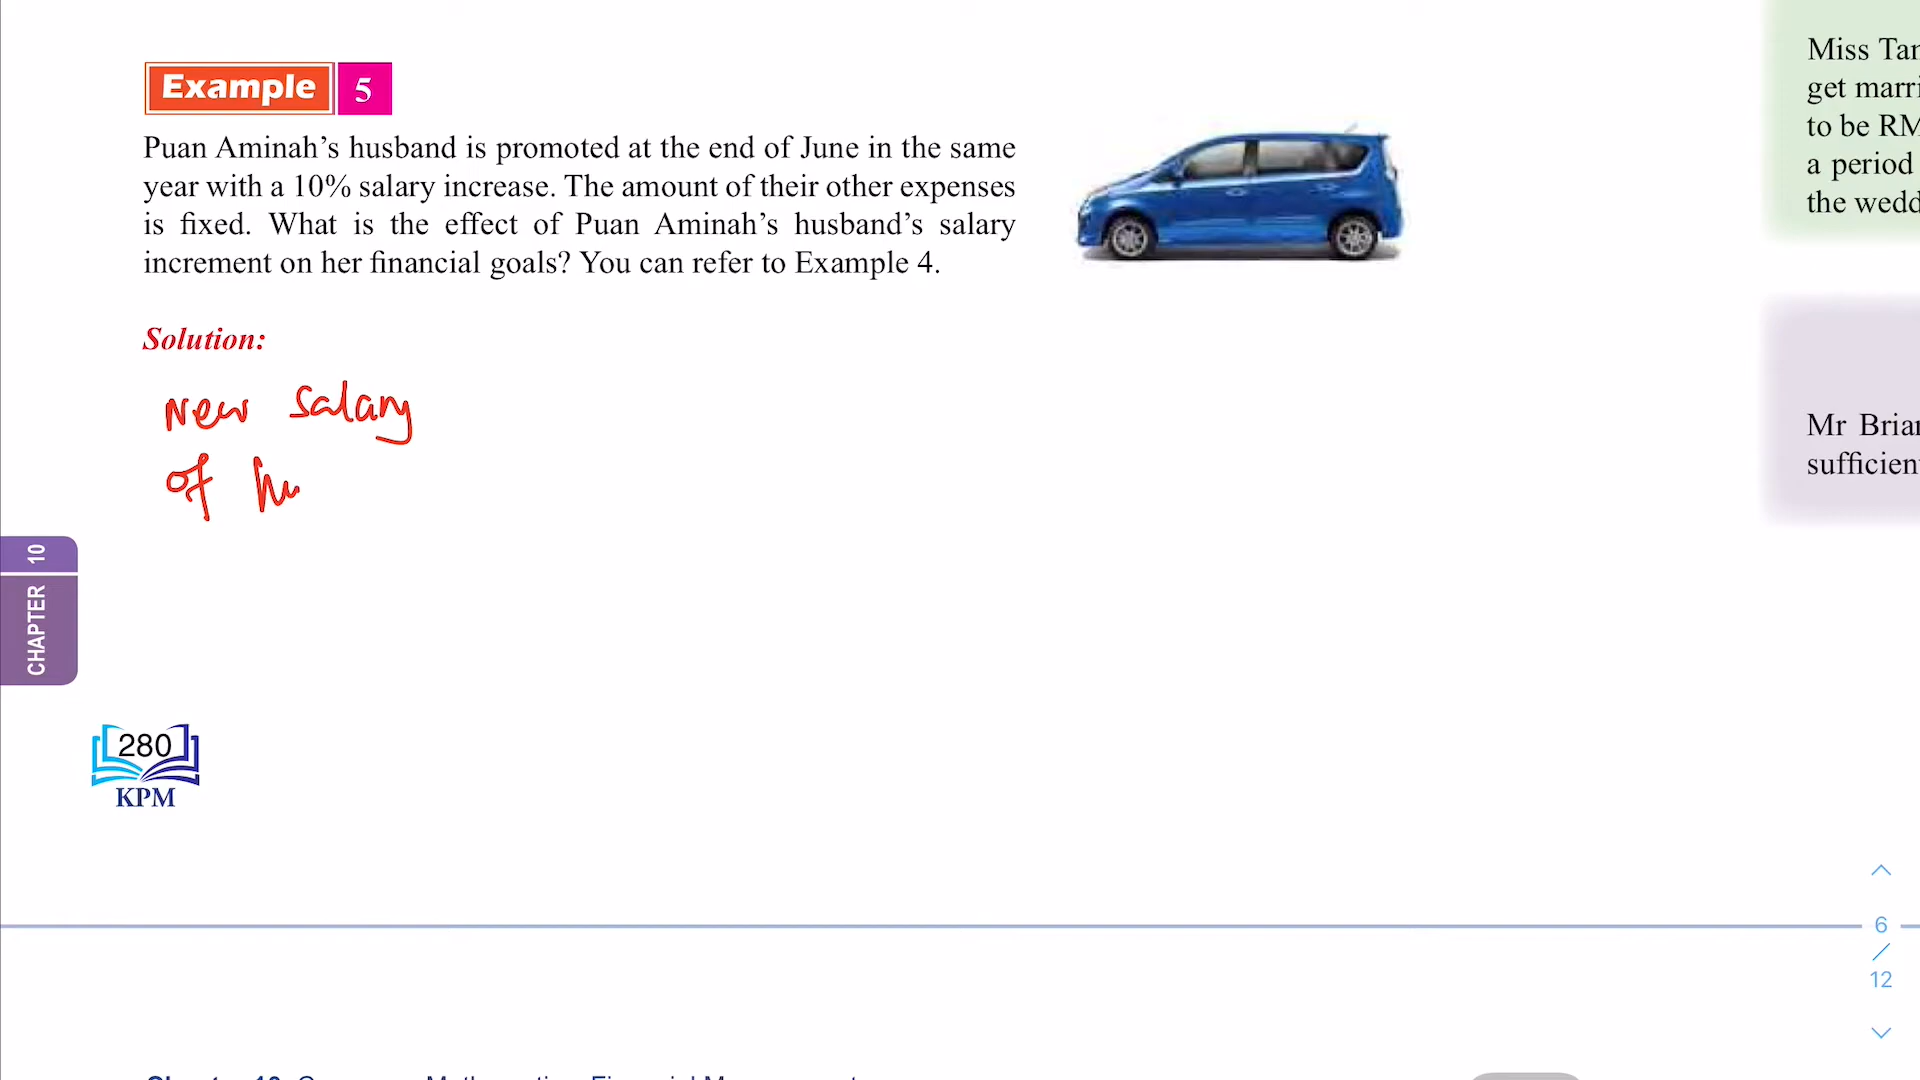 Example 5
Puan Aminah’s husband is promoted at the end of June in the same
year with a 10% salary increase. The amount of their other expenses
is fixed. What is the effect of Puan Aminah’s husband’s salary
increment on her financial goals? You can refer to Example 4.
Solution:
New salary
of hu
CHAPTER 10
280
KPM
Miss Tan
get marri
to be RM
a period
the wedd
Mr Brian
sufficient
6
/
12